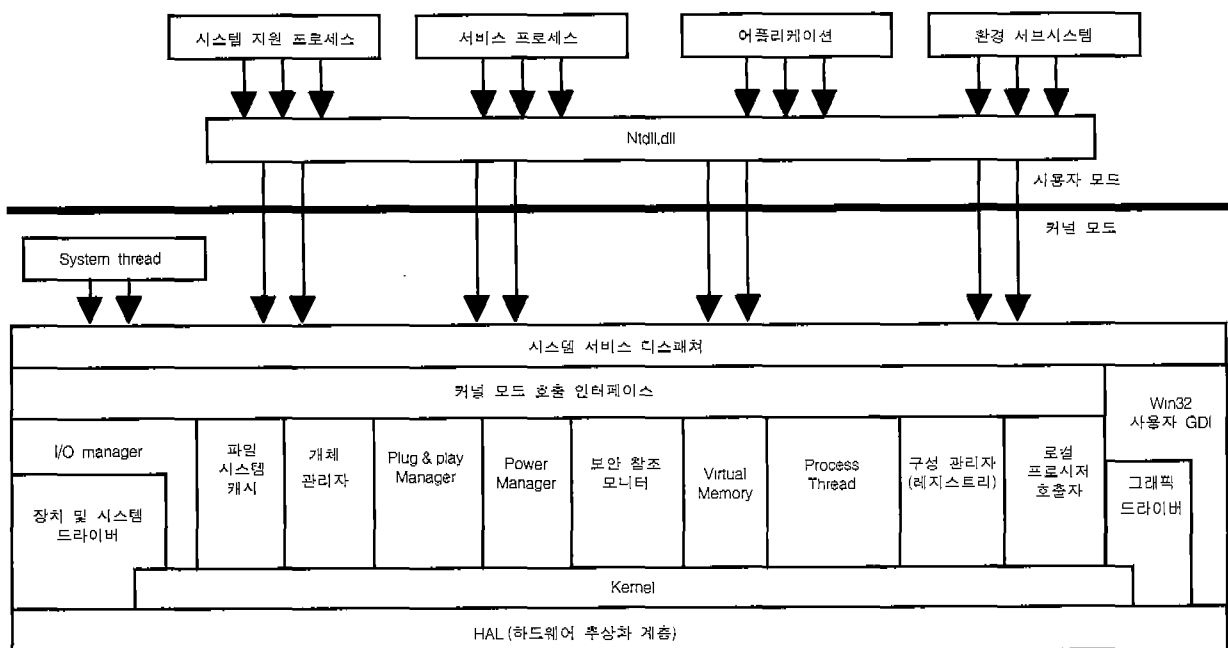 시스템 지원 프로세스
서비스 프로세스
어플리케이션
환경 서브시스템
Ntdll.dll
사용자 모드
커널 모드
System thread
시스템 서비스 디스패쳐
커널 모드 호출 인터페이스
Win32
사용자 GDI
I/O manager
파일
시스템
캐시
개체
관리자
Plug & play
Manager
Power
Manager
보안 참조
모니터
Virtual
Memory
Process
Thread
구성 관리자
(레지스트리)
로컬
프로시저
호출자
그래픽
드라이버
장치 및 시스템
드라이버
Kernel
HAL (하드웨어 추상화 계층)